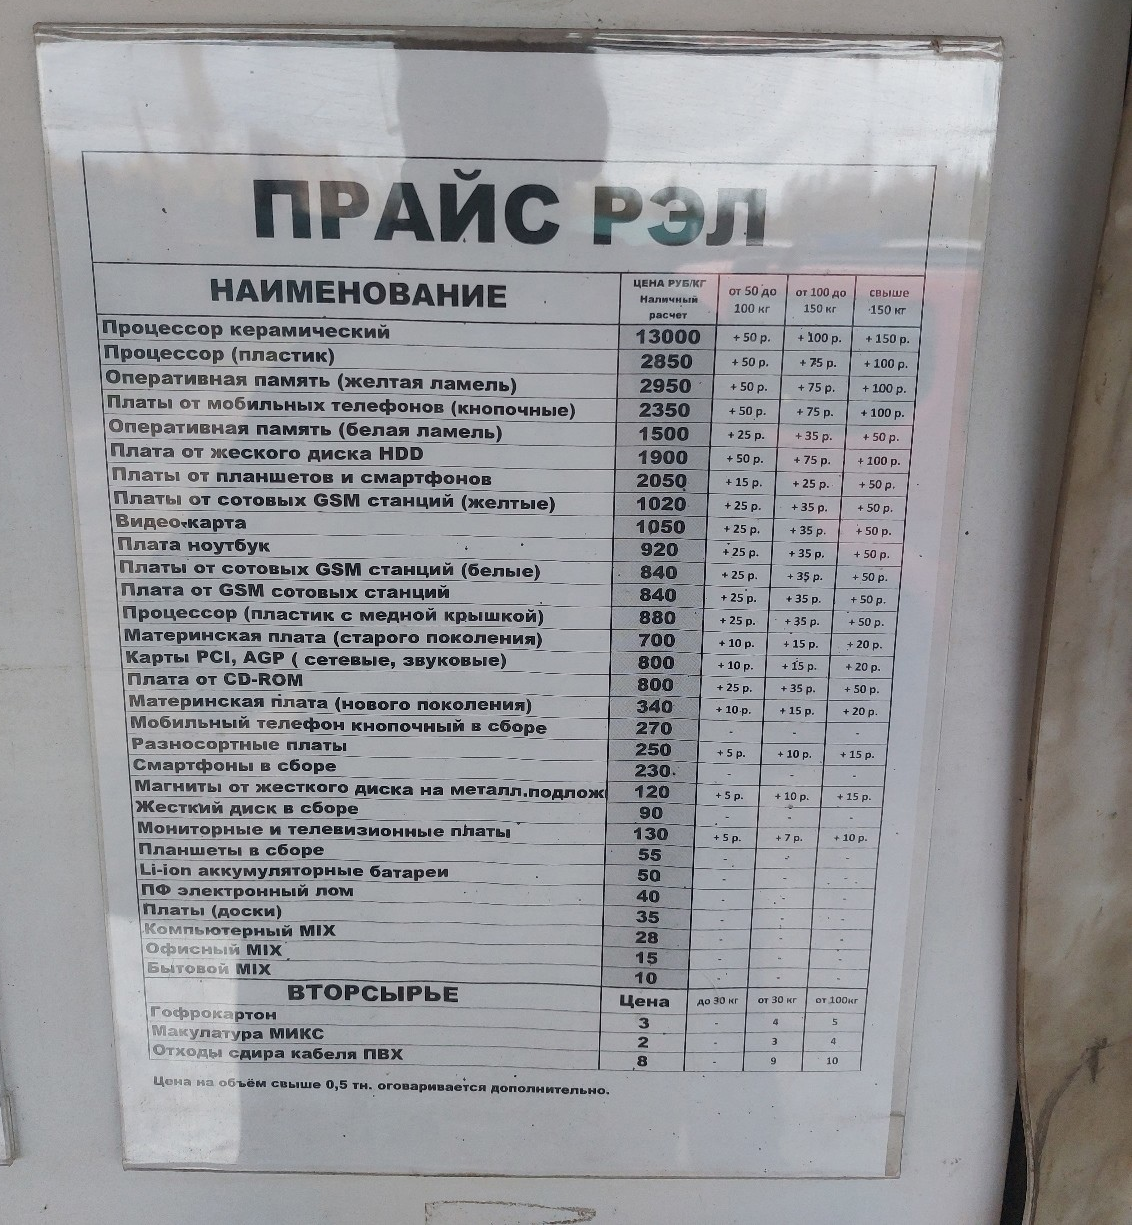 ПРАЙС РЭЛ
НАИМЕНОВАНИЕ ЦЕНА РУБ/КГ Наличный расчет от 50 до 100 кг от 100 до 150 кг свыше 150 кг
Процессор керамический 13000 + 50 р. + 100 р. + 150 р.
Процессор (пластик) 2850 + 50 р. + 75 р. + 100 р.
Оперативная память (желтая ламель) 2950 + 50 р. + 75 р. + 100 р.
Платы от мобильных телефонов (кнопочные) 2350 + 50 р. + 75 р. + 100 р.
Оперативная память (белая ламель) 1500 + 25 р. + 35 р. + 50 р.
Плата от жеского диска HDD 1900 + 50 р. + 75 р. + 100 р.
Платы от планшетов и смартфонов 2050 + 15 р. + 25 р. + 50 р.
Платы от сотовых GSM станций (желтые) 1020 + 25 р. + 35 р. + 50 р.
Видео-карта 1050 + 25 р. + 35 р. + 50 р.
Плата ноутбук 920 + 25 р. + 35 р. + 50 р.
Платы от сотовых GSM станций (белые) 840 + 25 р. + 35 р. + 50 р.
Плата от GSM сотовых станций 840 + 25 р. + 35 р. + 50 р.
Процессор (пластик с медной крышкой) 880 + 25 р. + 35 р. + 50 р.
Материнская плата (старого поколения) 700 + 10 р. + 15 р. + 20 р.
Карты PCI, AGP ( сетевые, звуковые) 800 + 10 р. + 15 р. + 20 р.
Плата от CD-ROM 800 + 25 р. + 35 р. + 50 р.
Материнская плата (нового поколения) 340 + 10 р. + 15 р. + 20 р.
Мобильный телефон кнопочный в сборе 270 - - -
Разносортные платы 250 + 5 р. + 10 р. + 15 р.
Смартфоны в сборе 230 - - -
Магниты от жесткого диска на металл.подлож 120 + 5 р. + 10 р. + 15 р.
Жесткий диск в сборе 90 - - -
Мониторные и телевизионные платы 130 + 5 р. + 7 р. + 10 р.
Планшеты в сборе 55 - - -
Li-ion аккумуляторные батареи 50 - - -
ПФ электронный лом 40 - - -
Платы (доски) 35 - - -
Компьютерный MIX 28 - - -
Офисный MIX 15 - - -
Бытовой MIX 10 - - -
ВТОРСЫРЬЕ Цена до 30 кг от 30 кг от 100кг
Гофрокартон 3 - 4 5
Макулатура МИКС 2 - 3 4
Отходы сдира кабеля ПВХ 8 - 9 10
Цена на объём свыше 0,5 тн. оговаривается дополнительно.